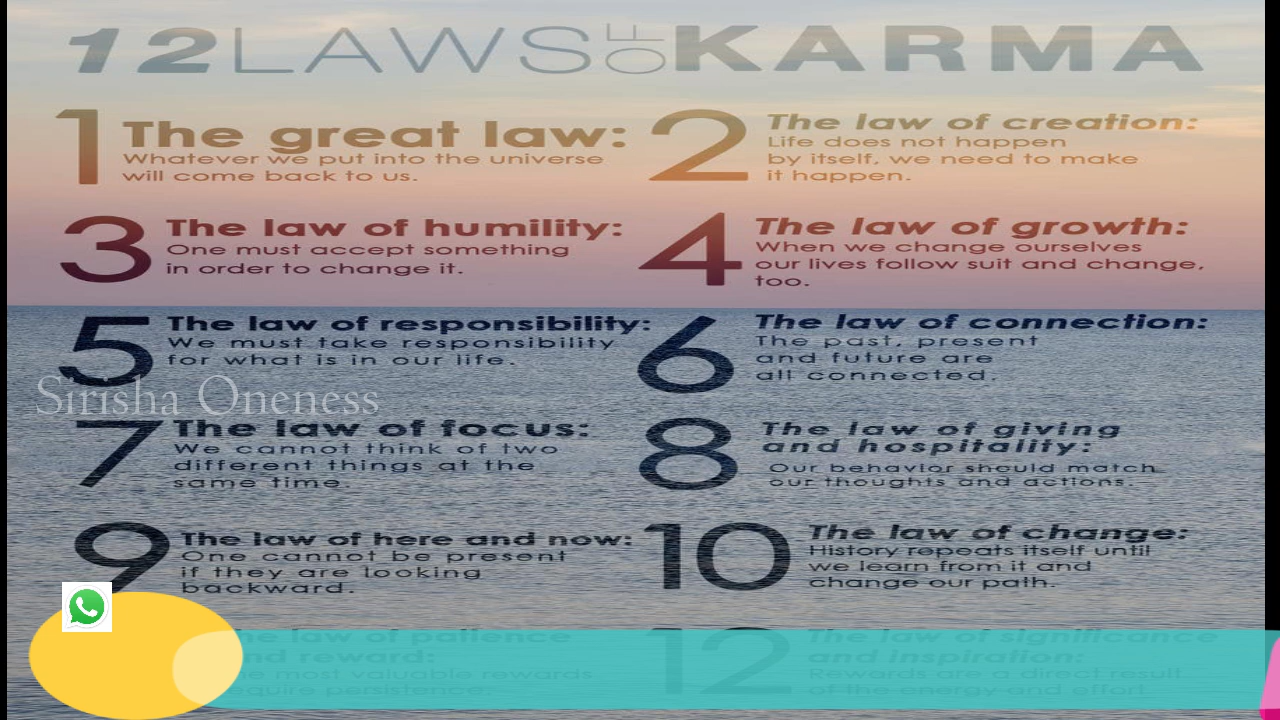 12 LAWS OF KARMA
1 The great law:
Whatever we put into the universe
will come back to us.
2 The law of creation:
Life does not happen
by itself, we need to make
it happen.
3 The law of humility:
One must accept something
in order to change it.
4 The law of growth:
When we change ourselves
our lives follow suit and change,
too.
5 The law of responsibility:
We must take responsibility
for what is in our life.
6 The law of connection:
The past, present
and future are
all connected.
Sirisha Oneness
7 The law of focus:
We cannot think of two
different things at the
same time.
8 The law of giving
and hospitality:
Our behavior should match
our thoughts and actions.
9 The law of here and now:
One cannot be present
if they are looking
backward.
10 The law of change:
History repeats itself until
we learn from it and
change our path.
law of patience
reward:
most valuable rewards
require persistence.
12 The law of significance
and inspiration:
Rewards are a direct result
of the energy and effort